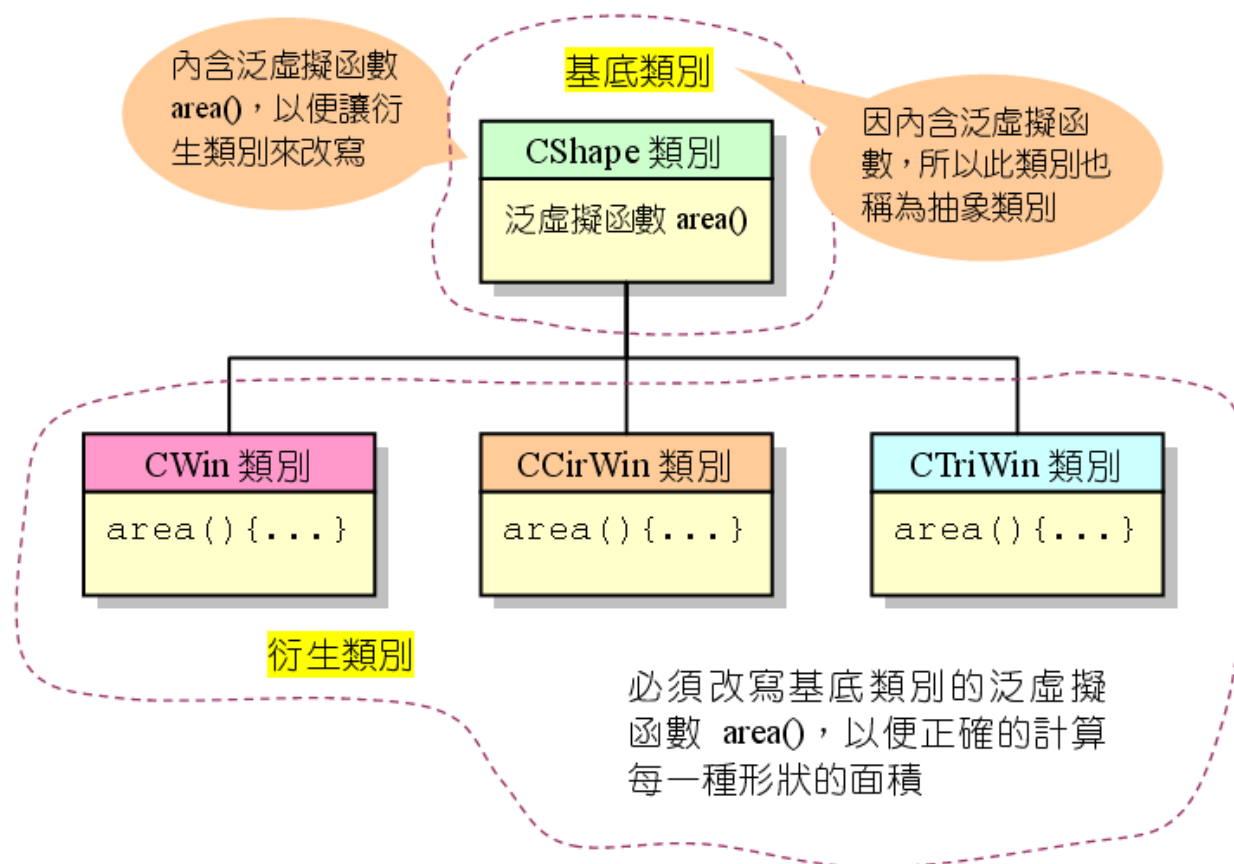 內含泛虛擬函數
area()，以便讓衍
生類別來改寫
基底類別
因內含泛虛擬函
數，所以此類別也
稱為抽象類別
CShape 類別
泛虛擬函數 area()
CWin 類別
area(){...}
CCirWin 類別
area(){...}
CTriWin 類別
area(){...}
衍生類別
必須改寫基底類別的泛虛擬
函數 area()，以便正確的計算
每一種形狀的面積